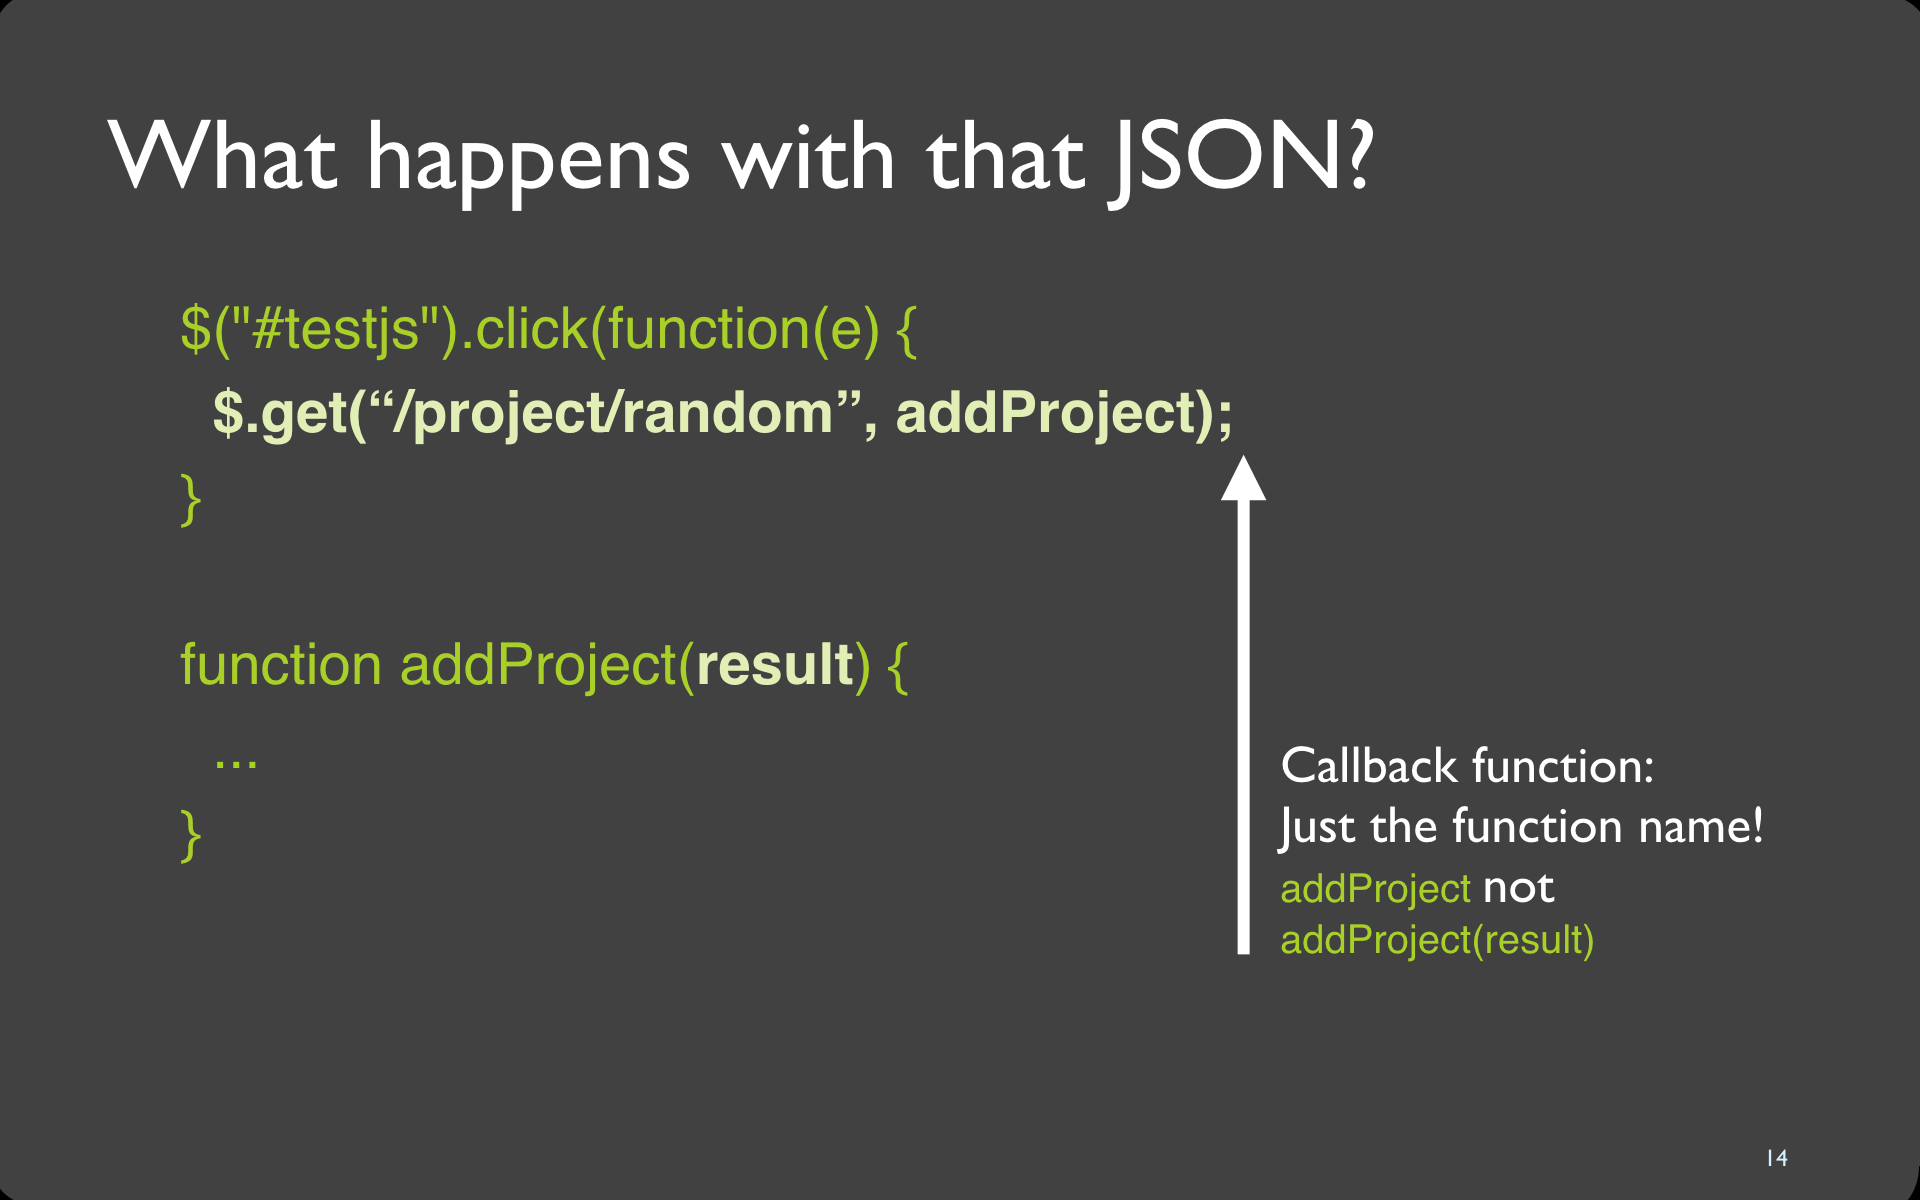 What happens with that JSON?
$("#testjs").click(function(e) {
$.get(“/project/random”, addProject);
}
function addProject(result) {
...
}
Callback function:
Just the function name!
addProject not
addProject(result)
14